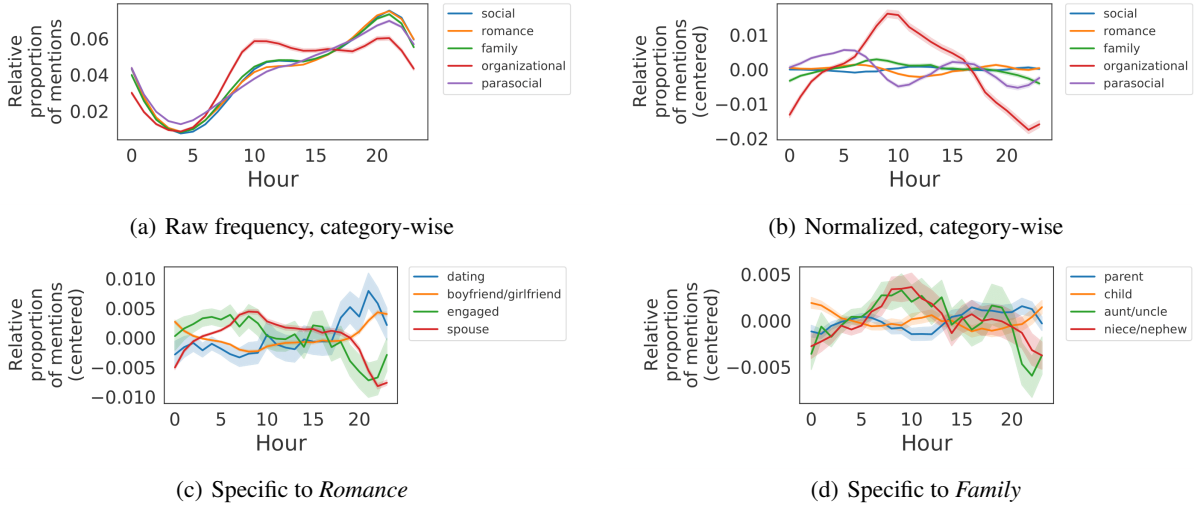 Relative
proportion
of mentions
0.06
0.04
0.02
0 5 10 15 20
Hour
social
romance
family
organizational
parasocial
(a) Raw frequency, category-wise
Relative
proportion
of mentions
(centered)
0.01
0.00
−0.01
−0.02
0 5 10 15 20
Hour
social
romance
family
organizational
parasocial
(b) Normalized, category-wise
Relative
proportion
of mentions
(centered)
0.010
0.005
0.000
−0.005
−0.010
0 5 10 15 20
Hour
dating
boyfriend/girlfriend
engaged
spouse
(c) Specific to Romance
Relative
proportion
of mentions
(centered)
0.005
0.000
−0.005
0 5 10 15 20
Hour
parent
child
aunt/uncle
niece/nephew
(d) Specific to Family